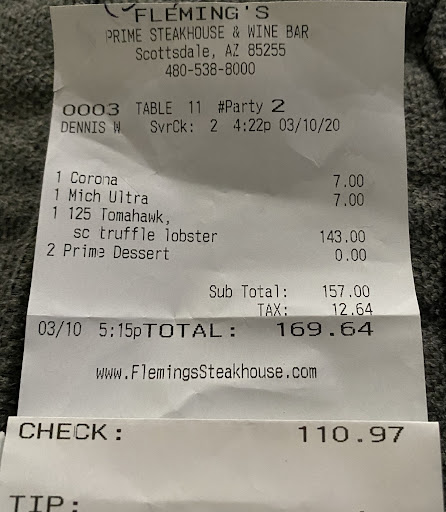 FLEMING'S
PRIME STEAKHOUSE & WINE BAR
Scottsdale, AZ 85255
480-538-8000
0003 TABLE 11 #Party 2
DENNIS W SvrCk: 2 4:22p 03/10/20
1 Corona 7.00
1 Mich Ultra 7.00
1 125 Tomahawk,
sc truffle lobster 143.00
2 Prime Dessert 0.00
Sub Total: 157.00
TAX: 12.64
03/10 5:15pTOTAL: 169.64
www.FlemingsSteakhouse.com
CHECK: 110.97
TIP: